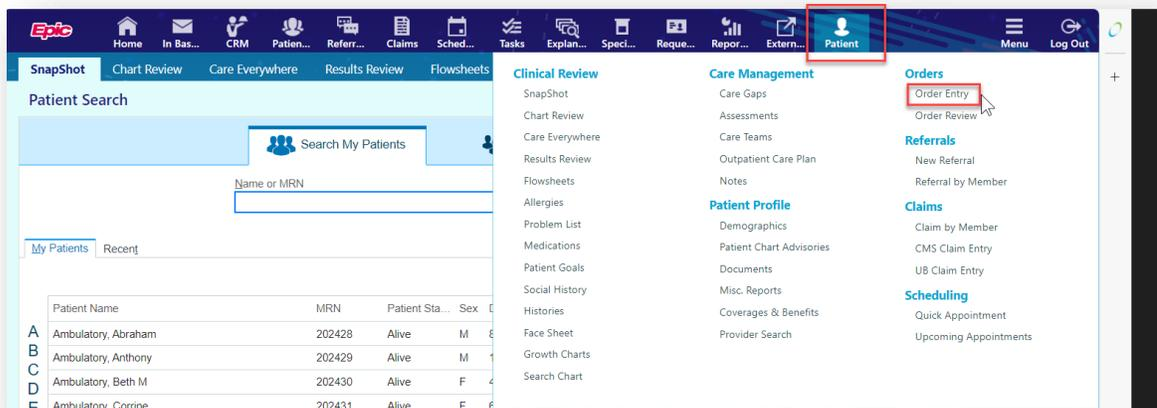 Epic
Home In Bas... CRM Patien... Referr... Claims Sched... Tasks Explan... Speci... Reque... Repor... Extern... Patient Menu Log Out
SnapShot Chart Review Care Everywhere Results Review Flowsheets
Patient Search
Search My Patients
Name or MRN
My Patients Recent
Patient Name MRN Patient Sta... Sex
A Ambulatory, Abraham 202428 Alive M
B Ambulatory, Anthony 202429 Alive M
C
D Ambulatory, Beth M 202430 Alive F
Ambulatory, Corrine 202431 Alive F
Clinical Review
SnapShot
Chart Review
Care Everywhere
Results Review
Flowsheets
Allergies
Problem List
Medications
Patient Goals
Social History
Histories
Face Sheet
Growth Charts
Search Chart
Care Management
Care Gaps
Assessments
Care Teams
Outpatient Care Plan
Notes
Patient Profile
Demographics
Patient Chart Advisories
Documents
Misc. Reports
Coverages & Benefits
Provider Search
Orders
Order Entry
Order Review
Referrals
New Referral
Referral by Member
Claims
Claim by Member
CMS Claim Entry
UB Claim Entry
Scheduling
Quick Appointment
Upcoming Appointments